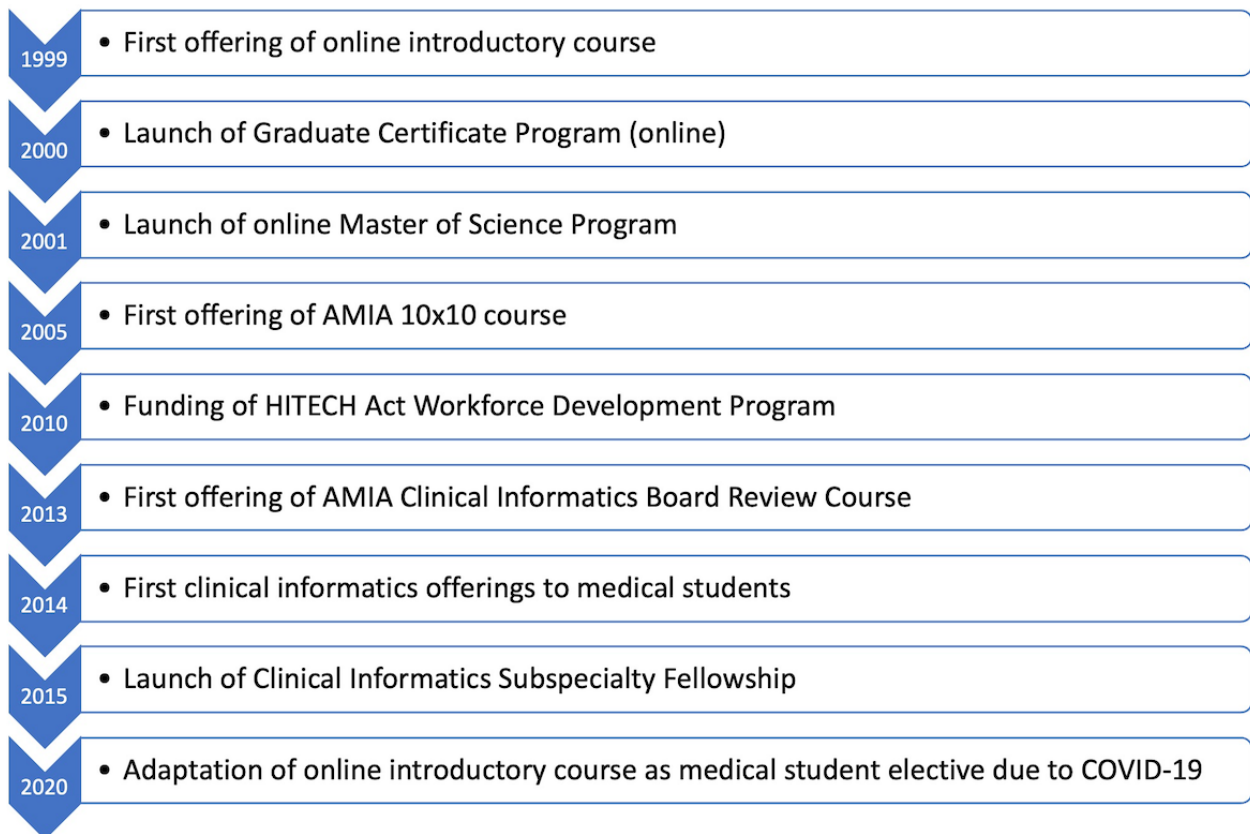 1999
• First offering of online introductory course
2000
• Launch of Graduate Certificate Program (online)
2001
• Launch of online Master of Science Program
2005
• First offering of AMIA 10x10 course
2010
• Funding of HITECH Act Workforce Development Program
2013
• First offering of AMIA Clinical Informatics Board Review Course
2014
• First clinical informatics offerings to medical students
2015
• Launch of Clinical Informatics Subspecialty Fellowship
2020
• Adaptation of online introductory course as medical student elective due to COVID-19